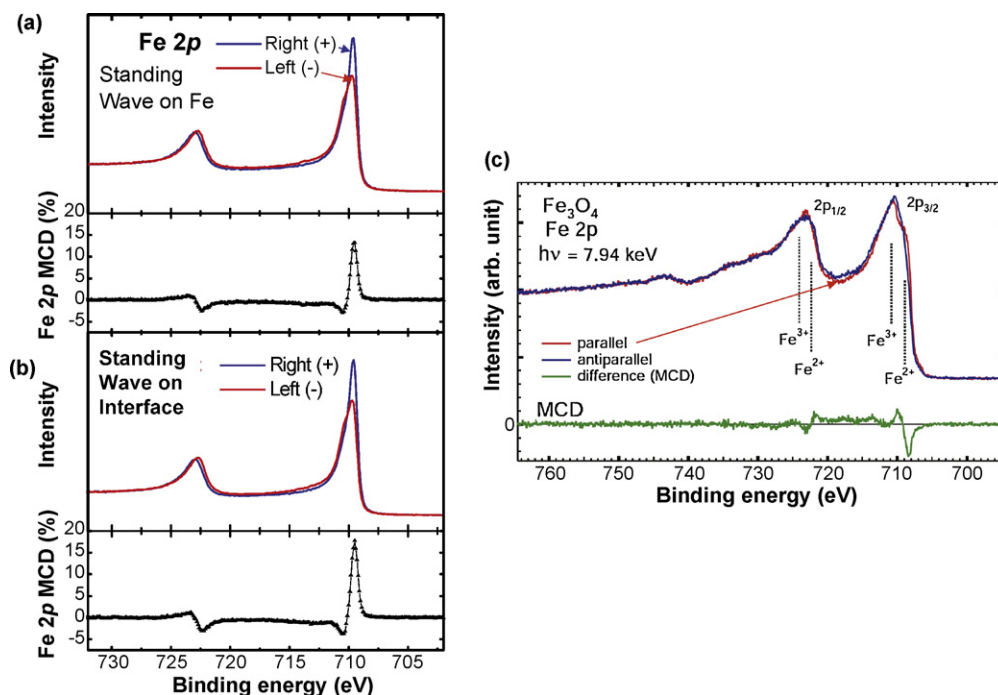 (a)
Fe 2p
Right (+)
Left (-)
Standing
Wave on Fe
Intensity
20
15
10
5
0
-5
Fe 2p MCD (%)
(b)
Standing
Wave on
Interface
Right (+)
Left (-)
Intensity
20
15
10
5
0
-5
Fe 2p MCD (%)
730 725 720 715 710 705
Binding energy (eV)
(c)
Fe₃O₄
Fe 2p
hν = 7.94 keV
2p₁/₂
2p₃/₂
Intensity (arb. unit)
Fe³⁺
Fe²⁺
Fe³⁺
Fe²⁺
parallel
antiparallel
difference (MCD)
MCD
0
760 750 740 730 720 710 700
Binding energy (eV)